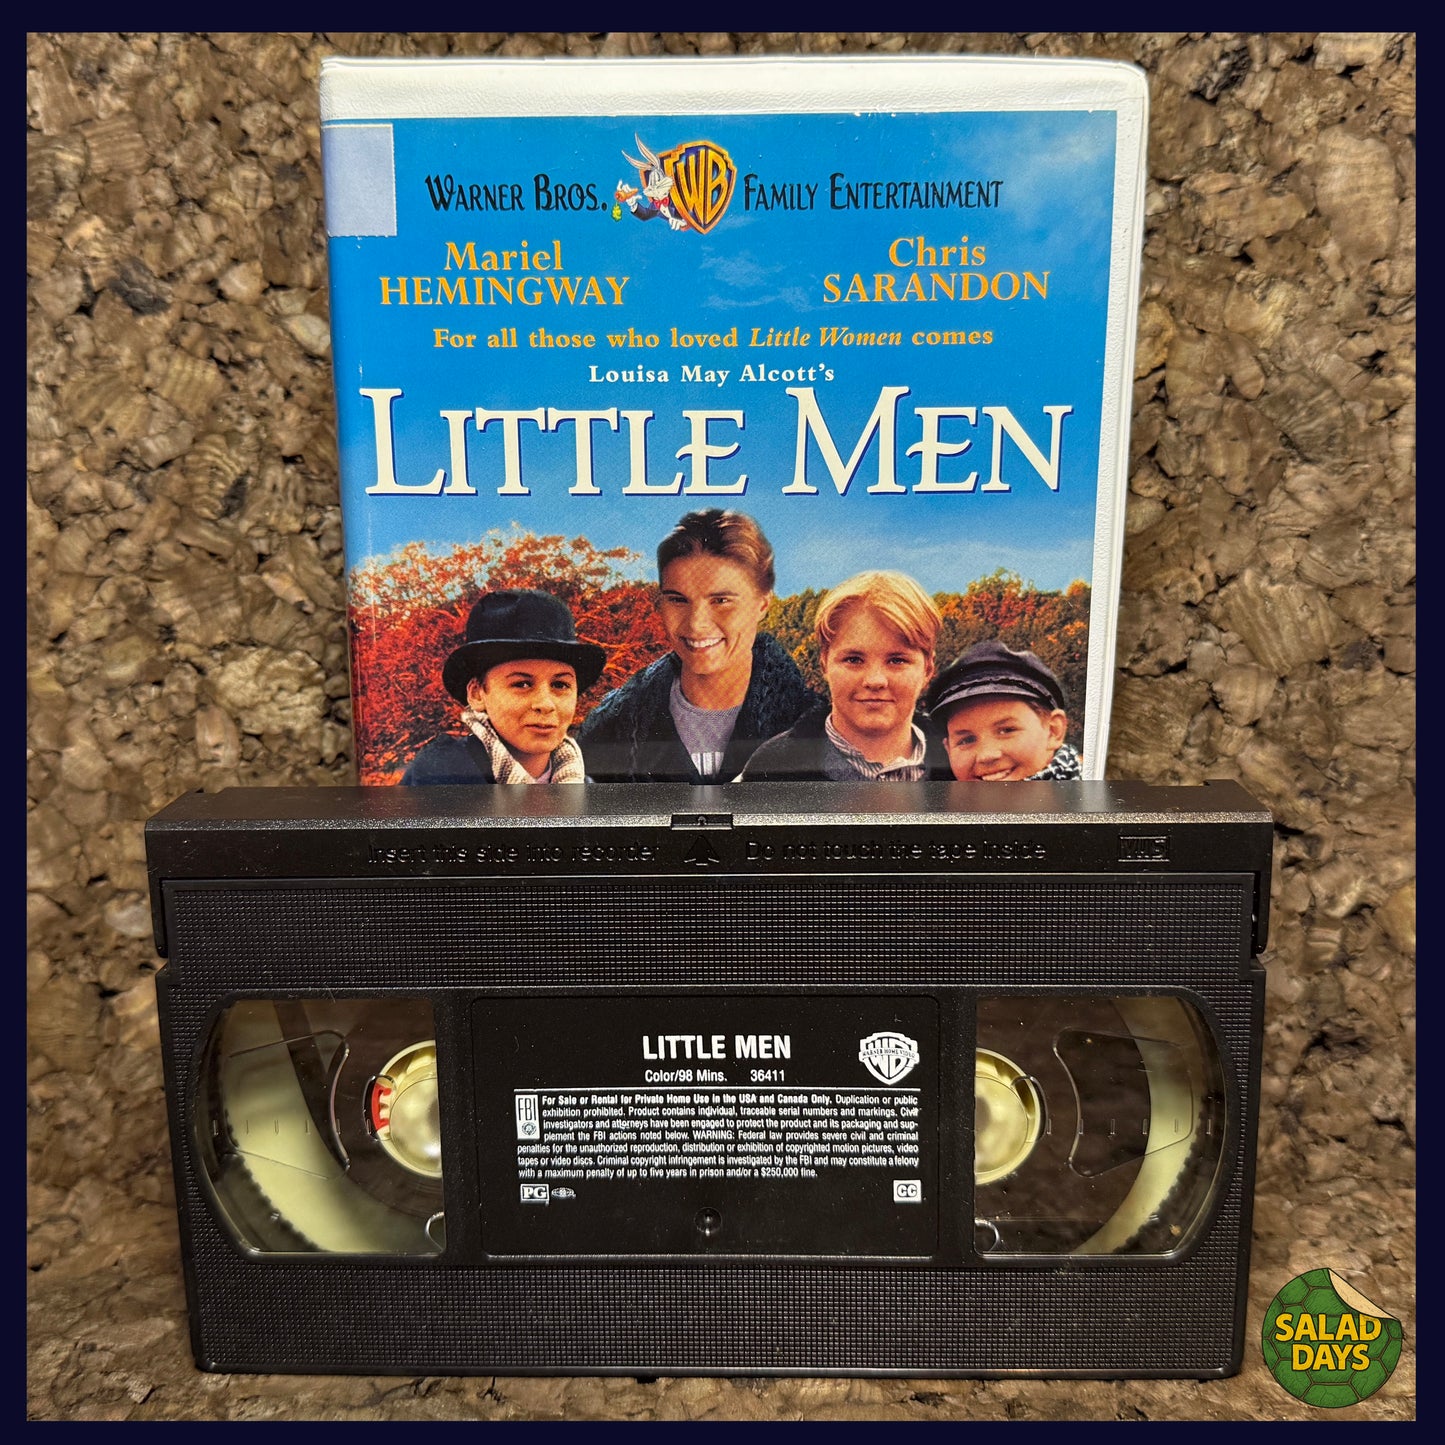 WARNER BROS. WB FAMILY ENTERTAINMENT
Mariel
HEMINGWAY
Chris
SARANDON
For all those who loved Little Women comes
Louisa May Alcott's
LITTLE MEN
Insert this side into recorder Do not touch the tape inside VHS
LITTLE MEN
Color/98 Mins. 36411
WARNER HOME VIDEO
FBI
For Sale or Rental for Private Home Use in the USA and Canada Only. Duplication or public
exhibition prohibited. Product contains individual, traceable serial numbers and markings. Civil
investigators and attorneys have been engaged to protect the product and its packaging and sup-
plement the FBI actions noted below. WARNING: Federal law provides severe civil and criminal
penalties for the unauthorized reproduction, distribution or exhibition of copyrighted motion pictures, video
tapes or video discs. Criminal copyright infringement is investigated by the FBI and may constitute a felony
with a maximum penalty of up to five years in prison and/or a $250,000 fine.
PG
CC
SALAD
DAYS